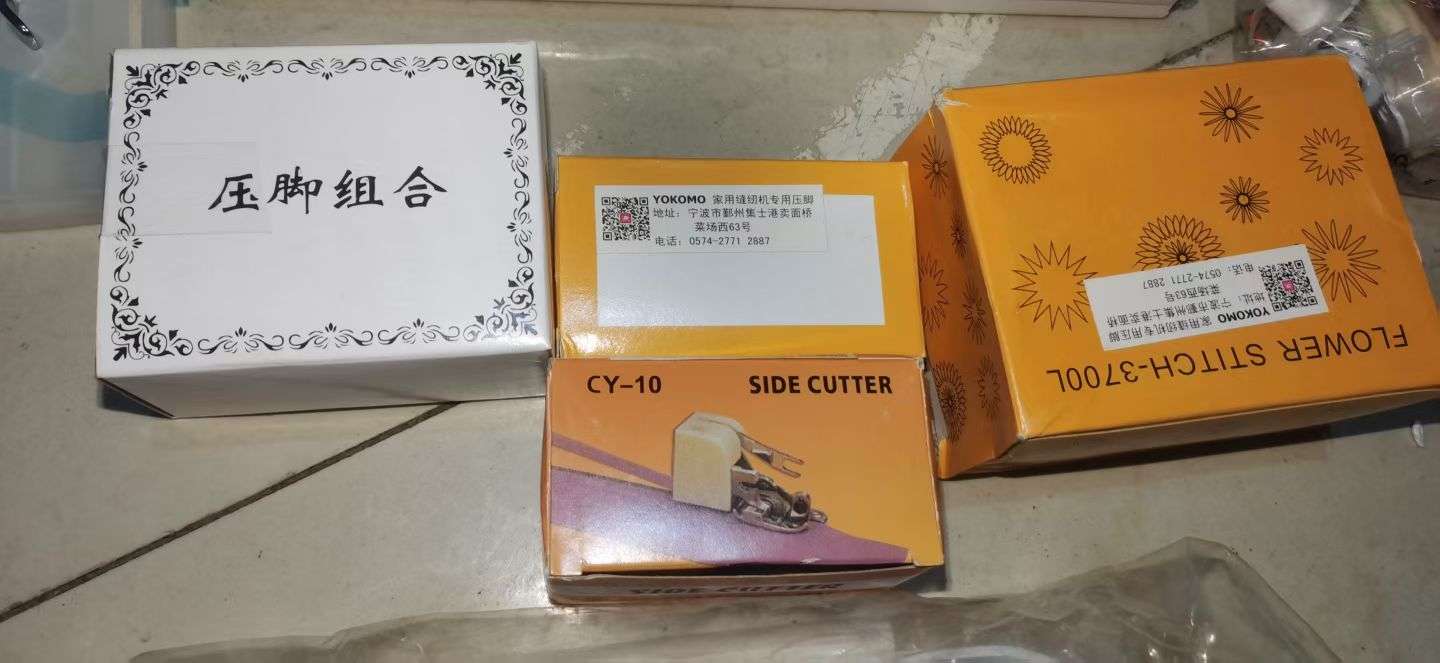 压脚组合
YOKOMO 家用缝纫机专用压脚
地址：宁波市鄞州集士港卖面桥
菜场西63号
电话：0574-2771 2887
CY-10 SIDE CUTTER
SIDE CUTTER
YOKOMO 家用缝纫机专用压脚
地址：宁波市鄞州集士港卖面桥
菜场西63号
电话：0574-2771 2887
FLOWER STITCH-3700L